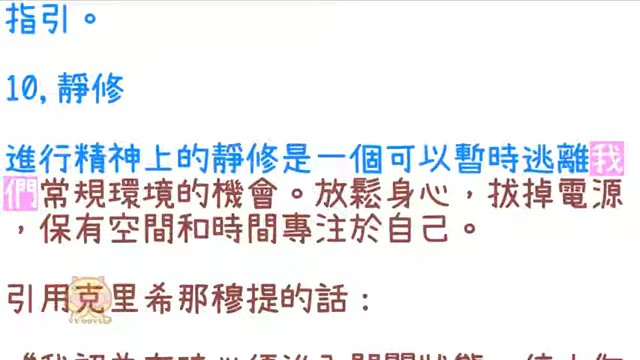 指引。
10,靜修
進行精神上的靜修是一個可以暫時逃離我
們常規環境的機會。放鬆身心，拔掉電源
，保有空間和時間專注於自己。
引用克里希那穆提的話：